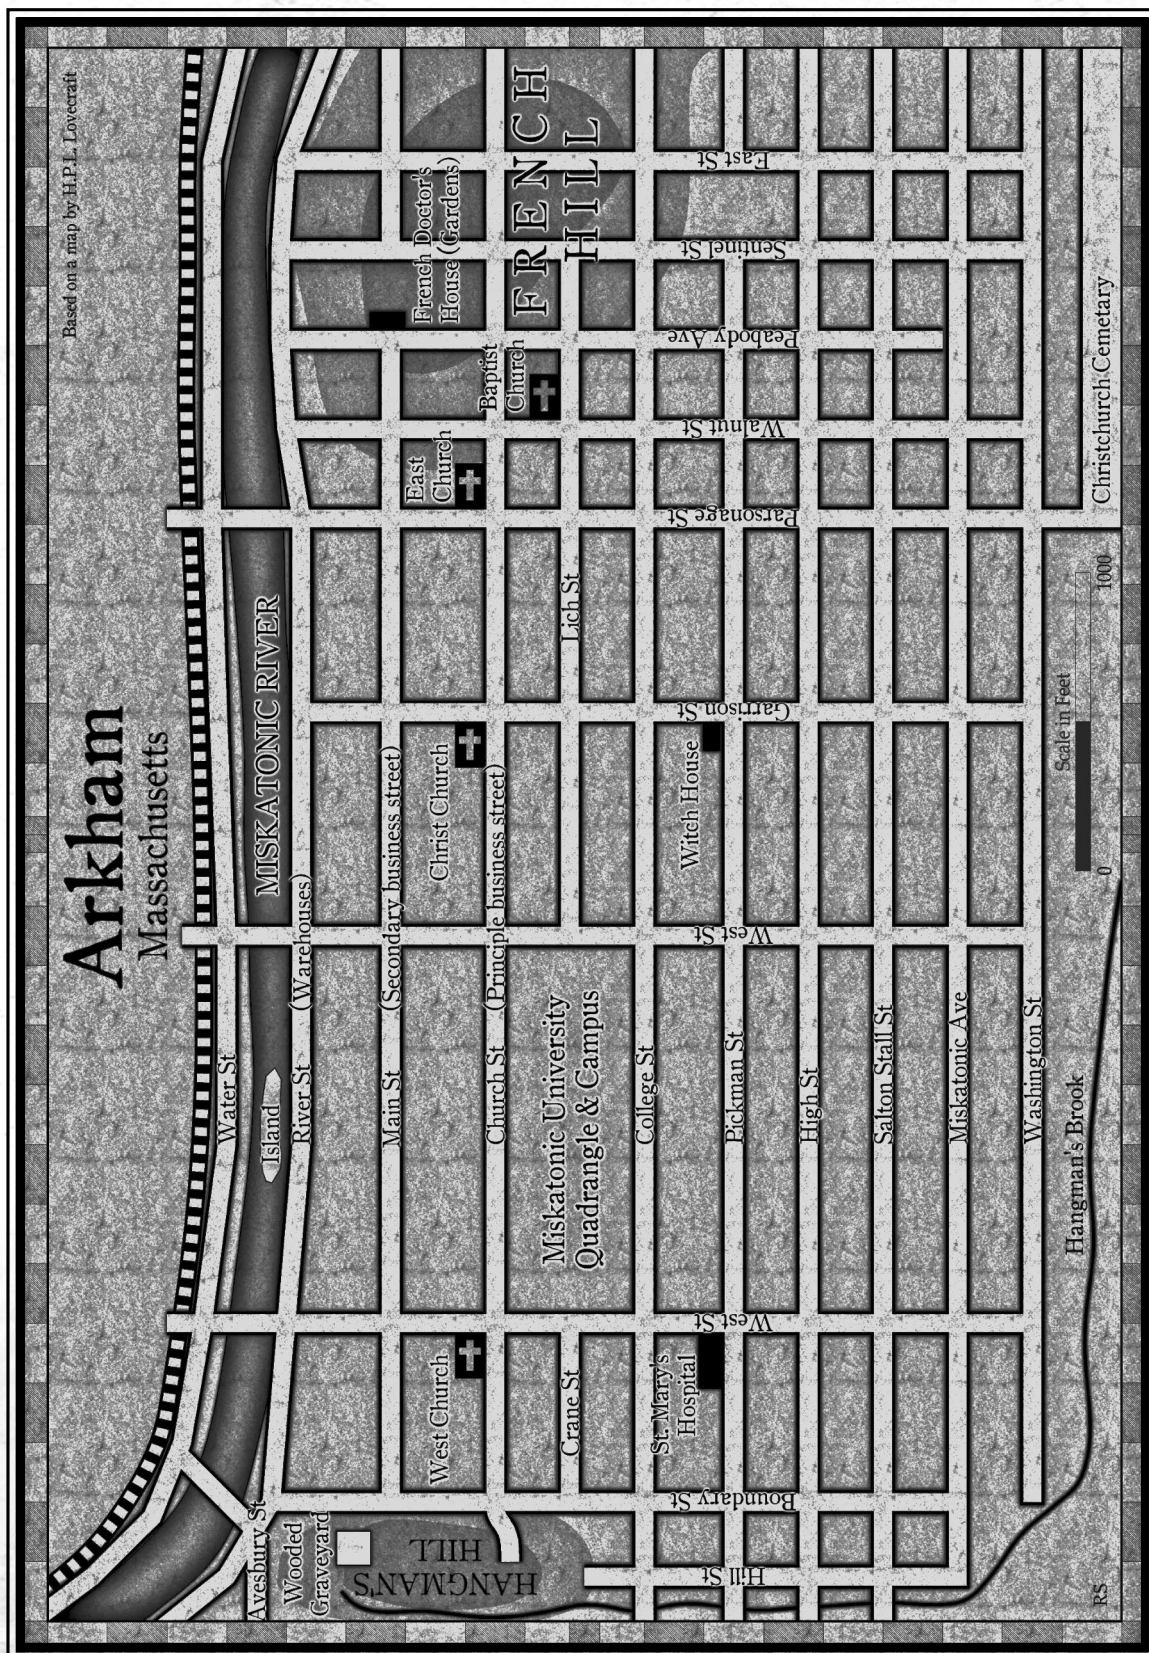 Arkham
Massachusetts
Based on a map by H.P.L. Lovecraft
MISKATONIC RIVER
Water St
Island
River St
(Warehouses)
Avesbury St
Wooded
Graveyard
HANGMAN'S
HILL
Main St
(Secondary business street)
French Doctor's
House (Gardens)
West Church
Christ Church
East
Church
Church St
(Principle business street)
Baptist
Church
FRENCH
HILL
Miskatonic University
Quadrangle & Campus
Crane St
Lich St
College St
St. Mary's
Hospital
Witch House
Hill St
Boundary St
West St
West St
Garrison St
Parsonage St
Walnut St
Peabody Ave
Sentinel St
East St
Pickman St
High St
Salton Stall St
Miskatonic Ave
Washington St
Hangman's Brook
Scale in Feet
0
1000
Christchurch Cemetary
RS